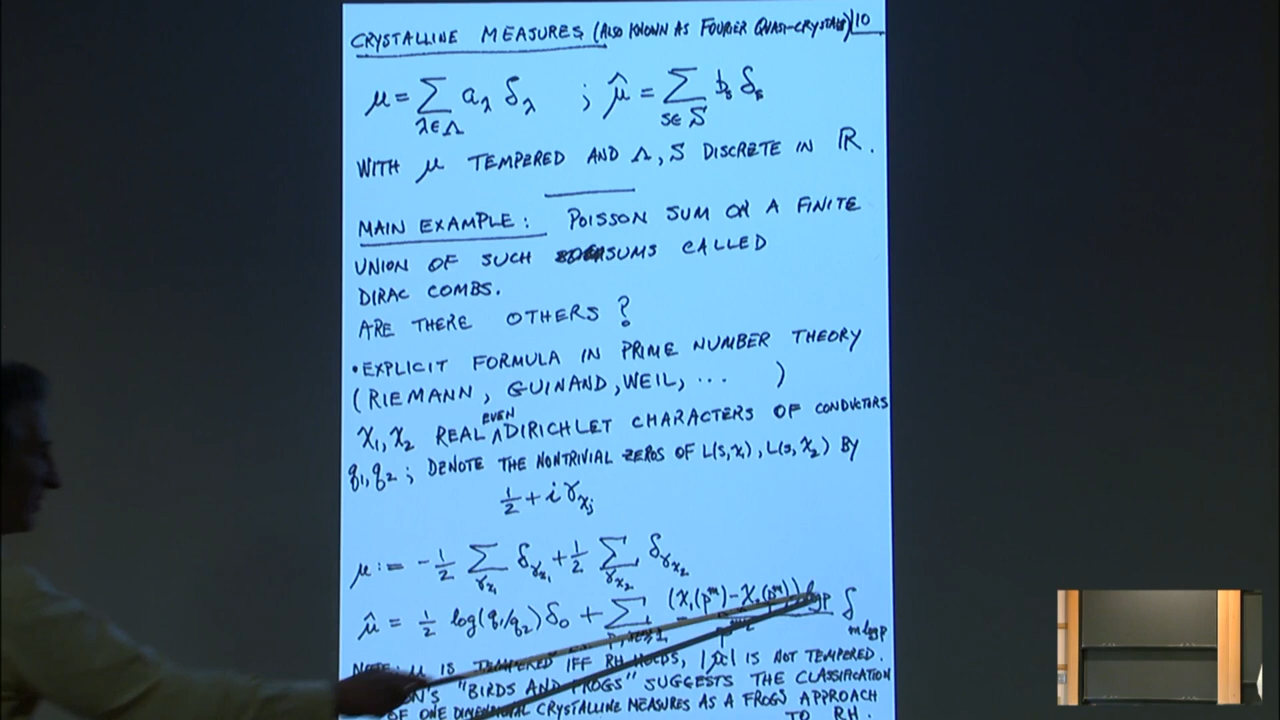 CRYSTALLINE MEASURES (ALSO KNOWN AS FOURIER QUASI-CRYSTALS) 10
μ = Σ_{λ∈Λ} a_λ δ_λ ; μ̂ = Σ_{s∈S} b_s δ_s
WITH μ TEMPERED AND Λ, S DISCRETE IN ℝ.
MAIN EXAMPLE: POISSON SUM OR A FINITE
UNION OF SUCH SUMS CALLED
DIRAC COMBS.
ARE THERE OTHERS?
•EXPLICIT FORMULA IN PRIME NUMBER THEORY
(RIEMANN, GUINAND, WEIL, ... )
χ₁, χ₂ REAL EVEN DIRICHLET CHARACTERS OF CONDUCTORS
q₁, q₂; DENOTE THE NONTRIVIAL ZEROS OF L(s,χ₁), L(s,χ₂) BY
½ + iγ_{χⱼ}
μ := -½ Σ_{γ_{χ₁}} δ_{γ_{χ₁}} + ½ Σ_{γ_{χ₂}} δ_{γ_{χ₂}}
μ̂ = ½ log(q₁/q₂) δ₀ + Σ (χ₁(p^m) - χ₂(p^m)) log p δ_{m log p}
NOTE: μ IS TEMPERED IFF RH HOLDS, |μ̂| IS NOT TEMPERED.
"BIRDS AND FROGS" SUGGESTS THE CLASSIFICATION
OF ONE DIMENSIONAL CRYSTALLINE MEASURES AS A FROGS APPROACH
TO RH.